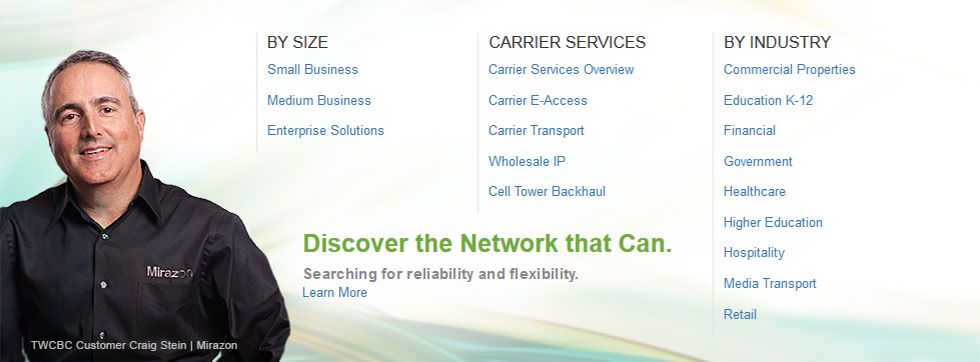 BY SIZE
Small Business
Medium Business
Enterprise Solutions
CARRIER SERVICES
Carrier Services Overview
Carrier E-Access
Carrier Transport
Wholesale IP
Cell Tower Backhaul
BY INDUSTRY
Commercial Properties
Education K-12
Financial
Government
Healthcare
Higher Education
Hospitality
Media Transport
Retail
Discover the Network that Can.
Searching for reliability and flexibility.
Learn More
Mirazon
TWCBC Customer Craig Stein | Mirazon